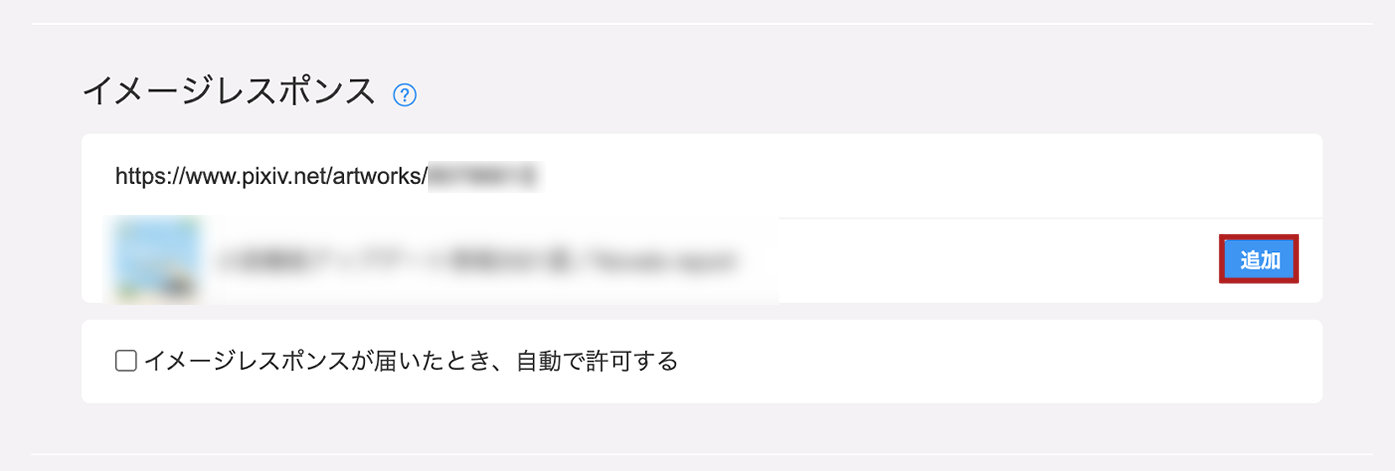 イメージレスポンス ?
https://www.pixiv.net/artworks/
追加
イメージレスポンスが届いたとき、自動で許可する